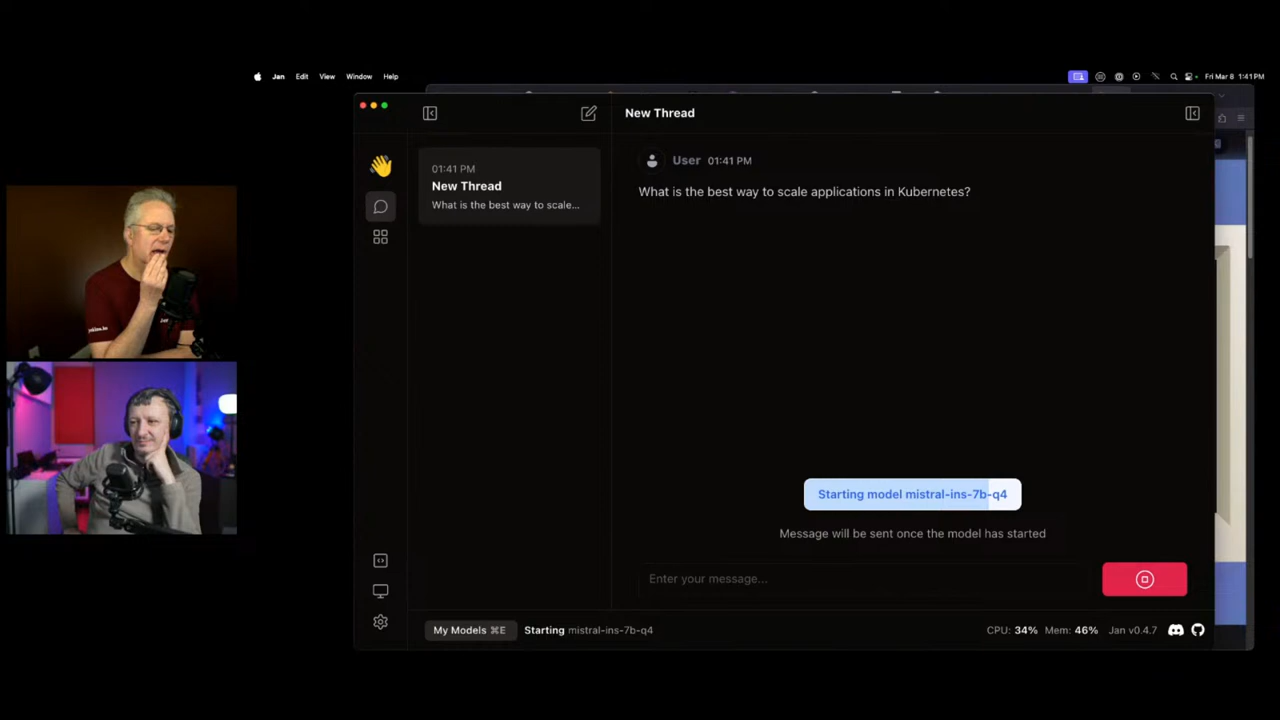 Jan Edit View Window Help
Fri Mar 8 1:41 PM
New Thread
01:41 PM
New Thread
What is the best way to scale...
User 01:41 PM
What is the best way to scale applications in Kubernetes?
Starting model mistral-ins-7b-q4
Message will be sent once the model has started
Enter your message...
My Models ⌘E Starting mistral-ins-7b-q4
CPU: 34% Mem: 46% Jan v0.4.7